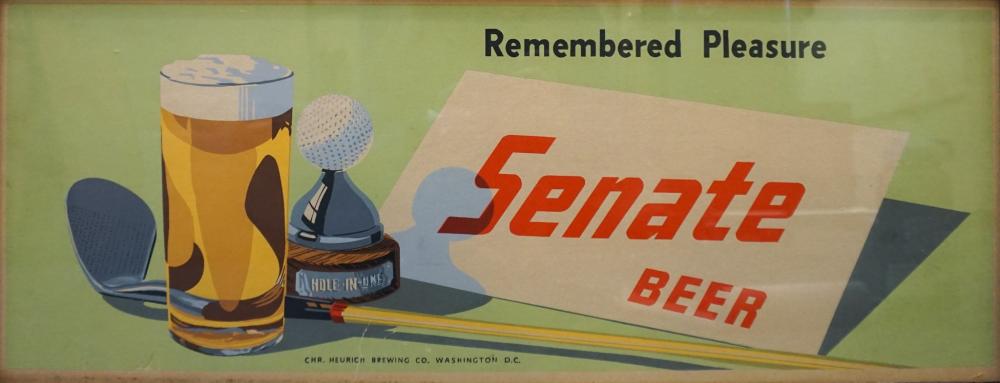 Remembered Pleasure
Senate
BEER
HOLE-IN-ONE
CHR. HEURICH BREWING CO. WASHINGTON D.C.